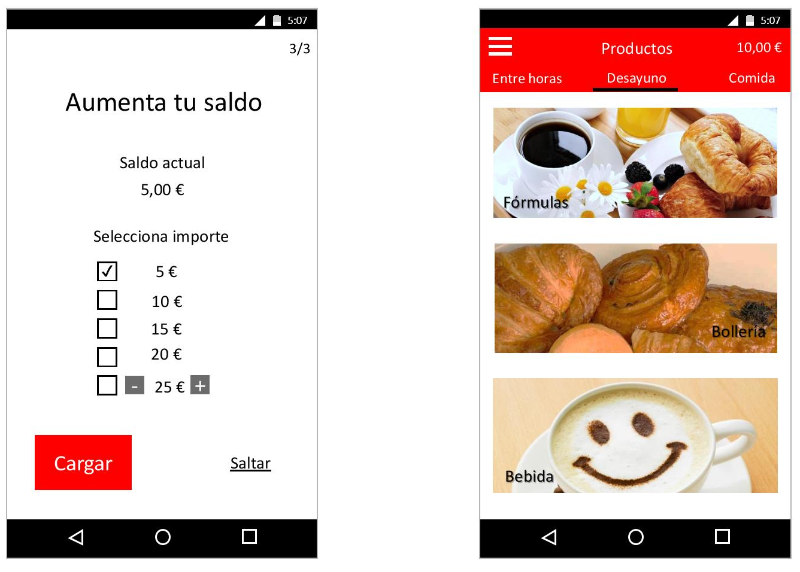 5:07
3/3
Aumenta tu saldo
Saldo actual
5,00 €
Selecciona importe
5 €
10 €
15 €
20 €
- 25 € +
Cargar Saltar
5:07
Productos 10,00 €
Entre horas Desayuno Comida
Fórmulas
Bollería
Bebida